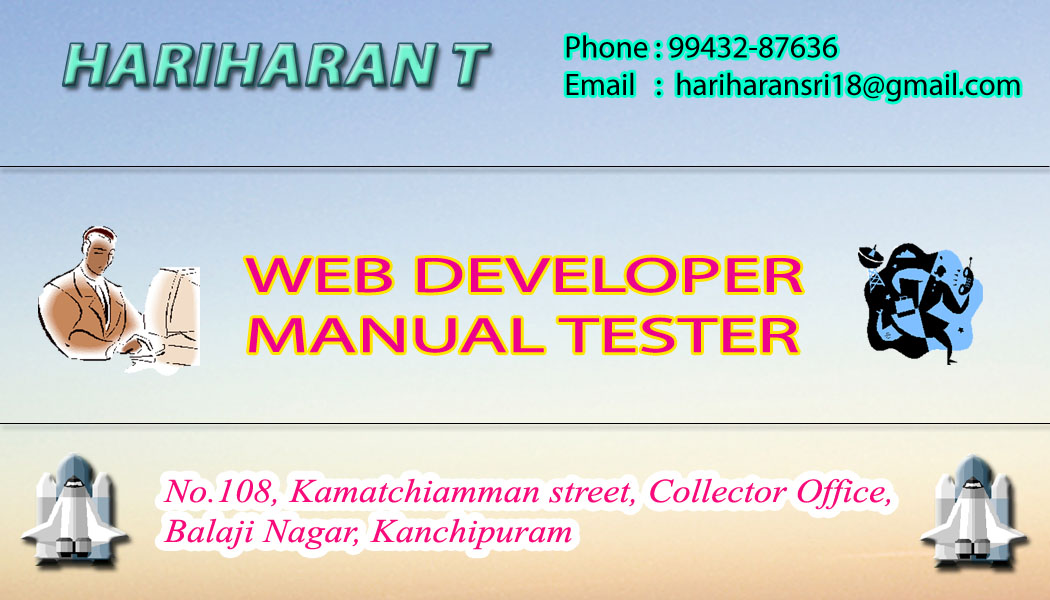 HARIHARAN T
Phone : 99432-87636
Email : hariharansri18@gmail.com
WEB DEVELOPER
MANUAL TESTER
No.108, Kamatchiamman street, Collector Office,
Balaji Nagar, Kanchipuram